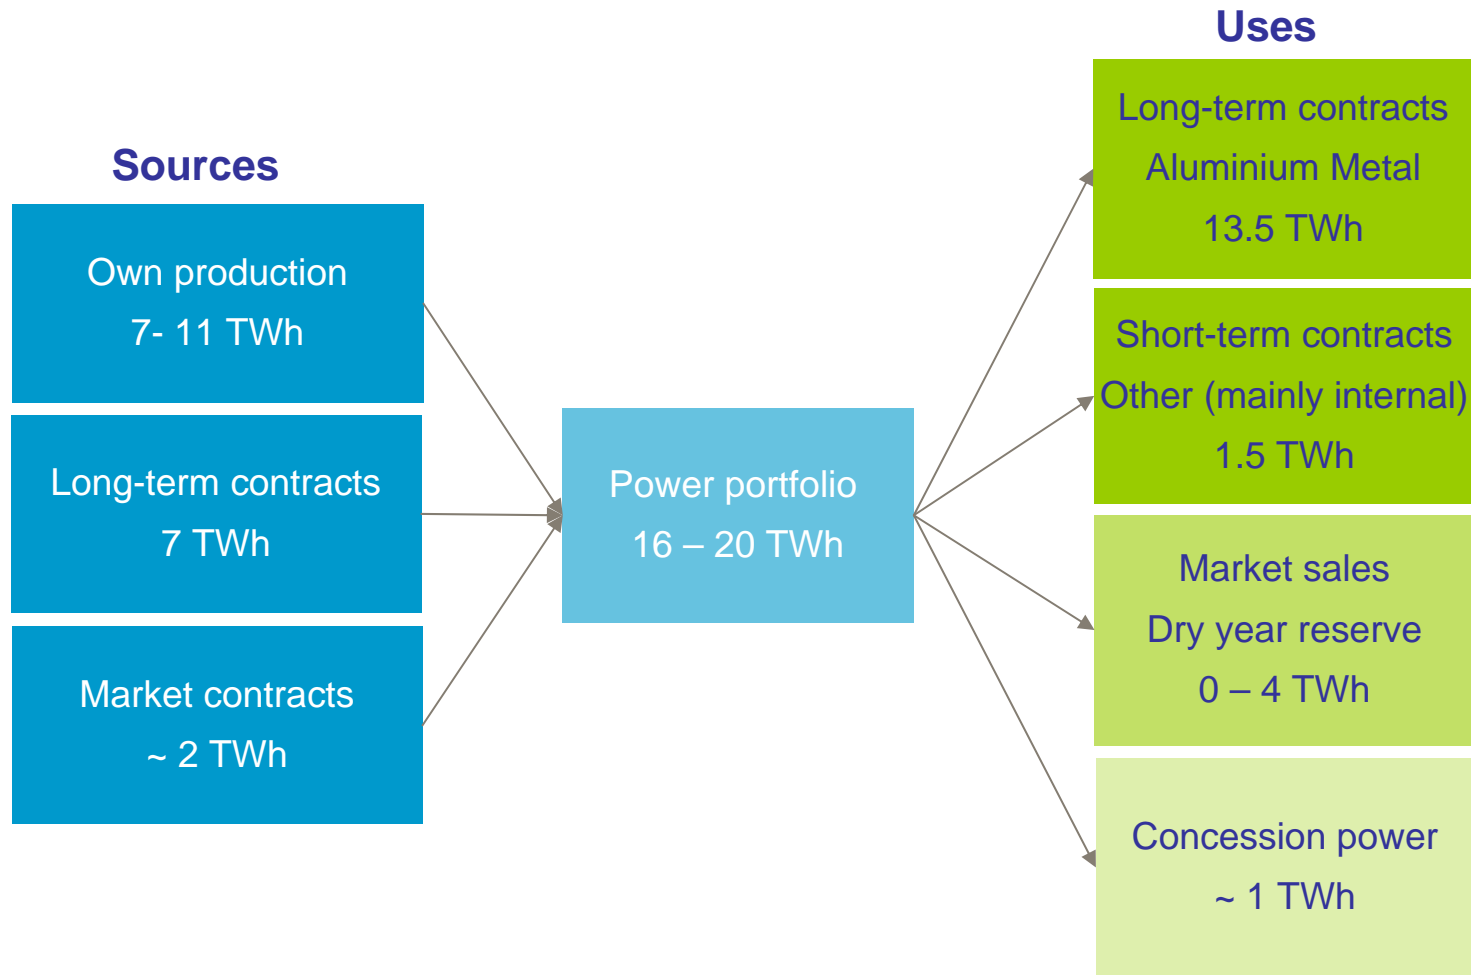 Sources
Own production
7- 11 TWh
Long-term contracts
7 TWh
Market contracts
~ 2 TWh
Power portfolio
16 – 20 TWh
Uses
Long-term contracts
Aluminium Metal
13.5 TWh
Short-term contracts
Other (mainly internal)
1.5 TWh
Market sales
Dry year reserve
0 – 4 TWh
Concession power
~ 1 TWh